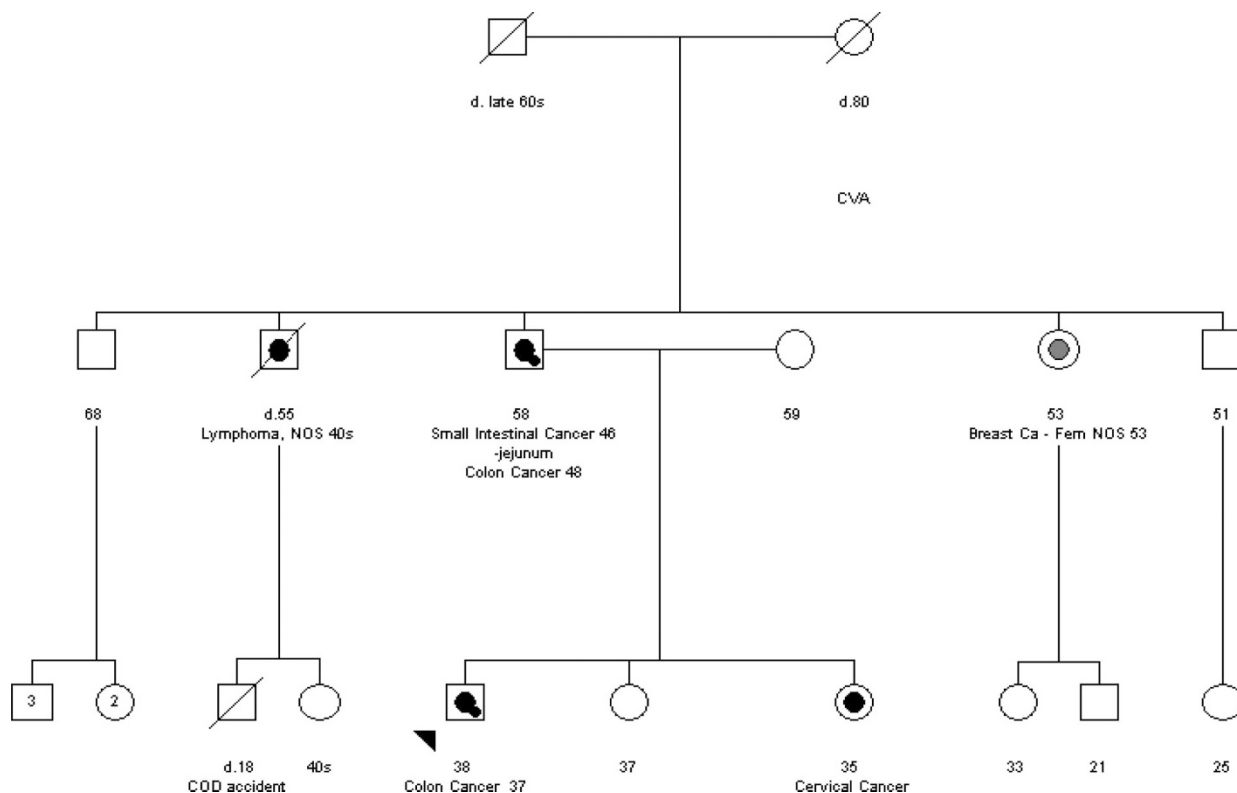 d. late 60s
d.80
CVA
68
d.55
Lymphoma, NOS 40s
58
Small Intestinal Cancer 46
-jejunum
Colon Cancer 48
59
53
Breast Ca - Fem NOS 53
51
3
2
d.18
COD accident
40s
38
Colon Cancer 37
37
35
Cervical Cancer
33
21
25